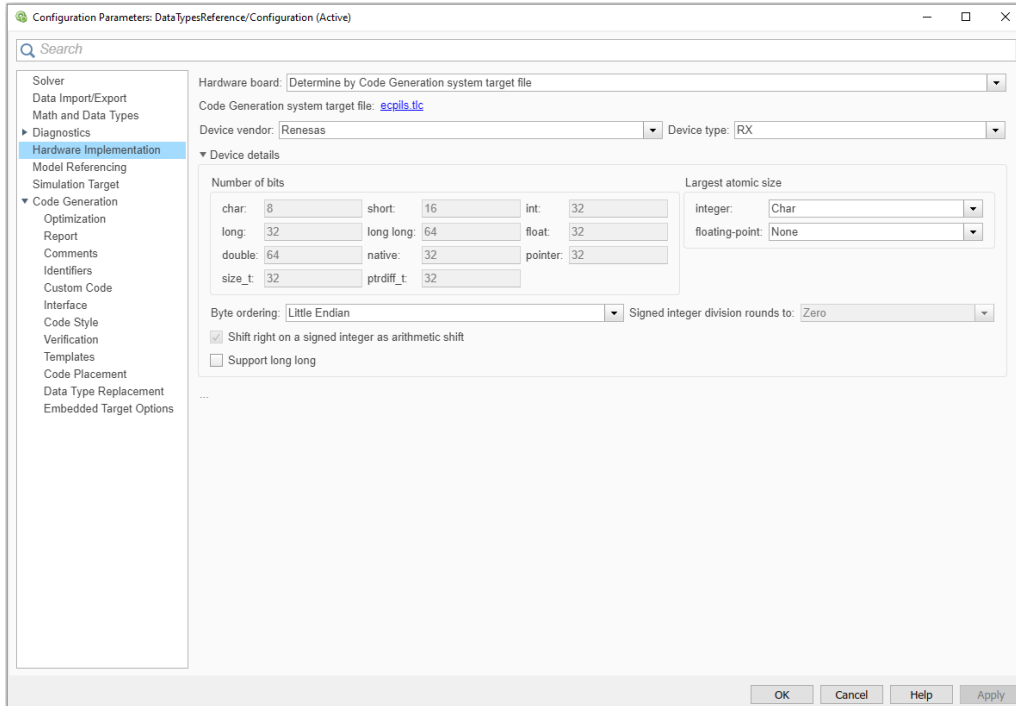 Configuration Parameters: DataTypesReference/Configuration (Active)
Search
Solver
Data Import/Export
Math and Data Types
Diagnostics
Hardware Implementation
Model Referencing
Simulation Target
Code Generation
Optimization
Report
Comments
Identifiers
Custom Code
Interface
Code Style
Verification
Templates
Code Placement
Data Type Replacement
Embedded Target Options
Hardware board: Determine by Code Generation system target file
Code Generation system target file: ecpils.tlc
Device vendor: Renesas Device type: RX
Device details
Number of bits Largest atomic size
char: 8 short: 16 int: 32 integer: Char
long: 32 long long: 64 float: 32 floating-point: None
double: 64 native: 32 pointer: 32
size_t: 32 ptrdiff_t: 32
Byte ordering: Little Endian Signed integer division rounds to: Zero
Shift right on a signed integer as arithmetic shift
Support long long
...
OK Cancel Help Apply